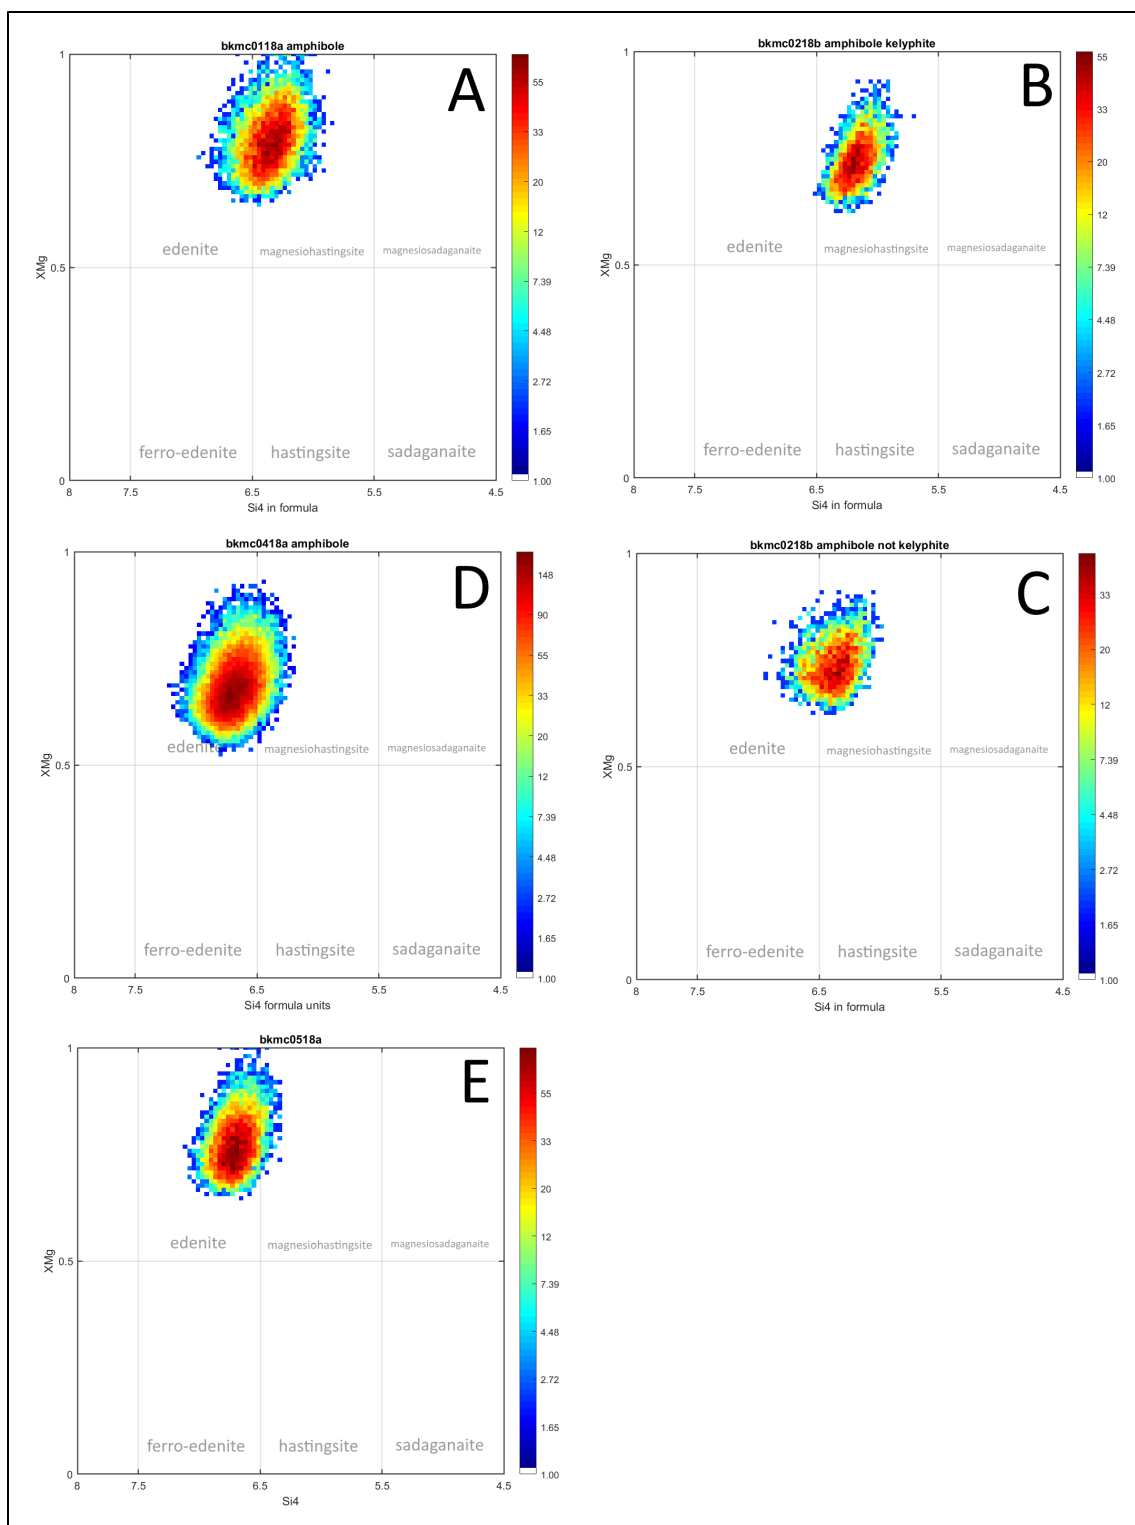 bkmc0118a amphibole
A
1
0.5
0
XMg
edenite
magnesiohastingsite
magnesiosadaganaite
ferro-edenite
hastingsite
sadaganaite
8
7.5
6.5
5.5
4.5
Si4 in formula
55
33
20
12
7.39
4.48
2.72
1.65
1.00
bkmc0218b amphibole kelyphite
B
1
0.5
0
XMg
edenite
magnesiohastingsite
magnesiosadaganaite
ferro-edenite
hastingsite
sadaganaite
8
7.5
6.5
5.5
4.5
Si4 in formula
55
33
20
12
7.39
4.48
2.72
1.65
1.00
bkmc0418a amphibole
D
1
0.5
0
XMg
edenite
magnesiohastingsite
magnesiosadaganaite
ferro-edenite
hastingsite
sadaganaite
8
7.5
6.5
5.5
4.5
Si4 formula units
148
90
55
33
20
12
7.39
4.48
2.72
1.65
1.00
bkmc0218b amphibole not kelyphite
C
1
0.5
0
XMg
edenite
magnesiohastingsite
magnesiosadaganaite
ferro-edenite
hastingsite
sadaganaite
8
7.5
6.5
5.5
4.5
Si4 in formula
33
20
12
7.39
4.48
2.72
1.65
1.00
bkmc0518a
E
1
0.5
0
XMg
edenite
magnesiohastingsite
magnesiosadaganaite
ferro-edenite
hastingsite
sadaganaite
8
7.5
6.5
5.5
4.5
Si4
55
33
20
12
7.39
4.48
2.72
1.65
1.00